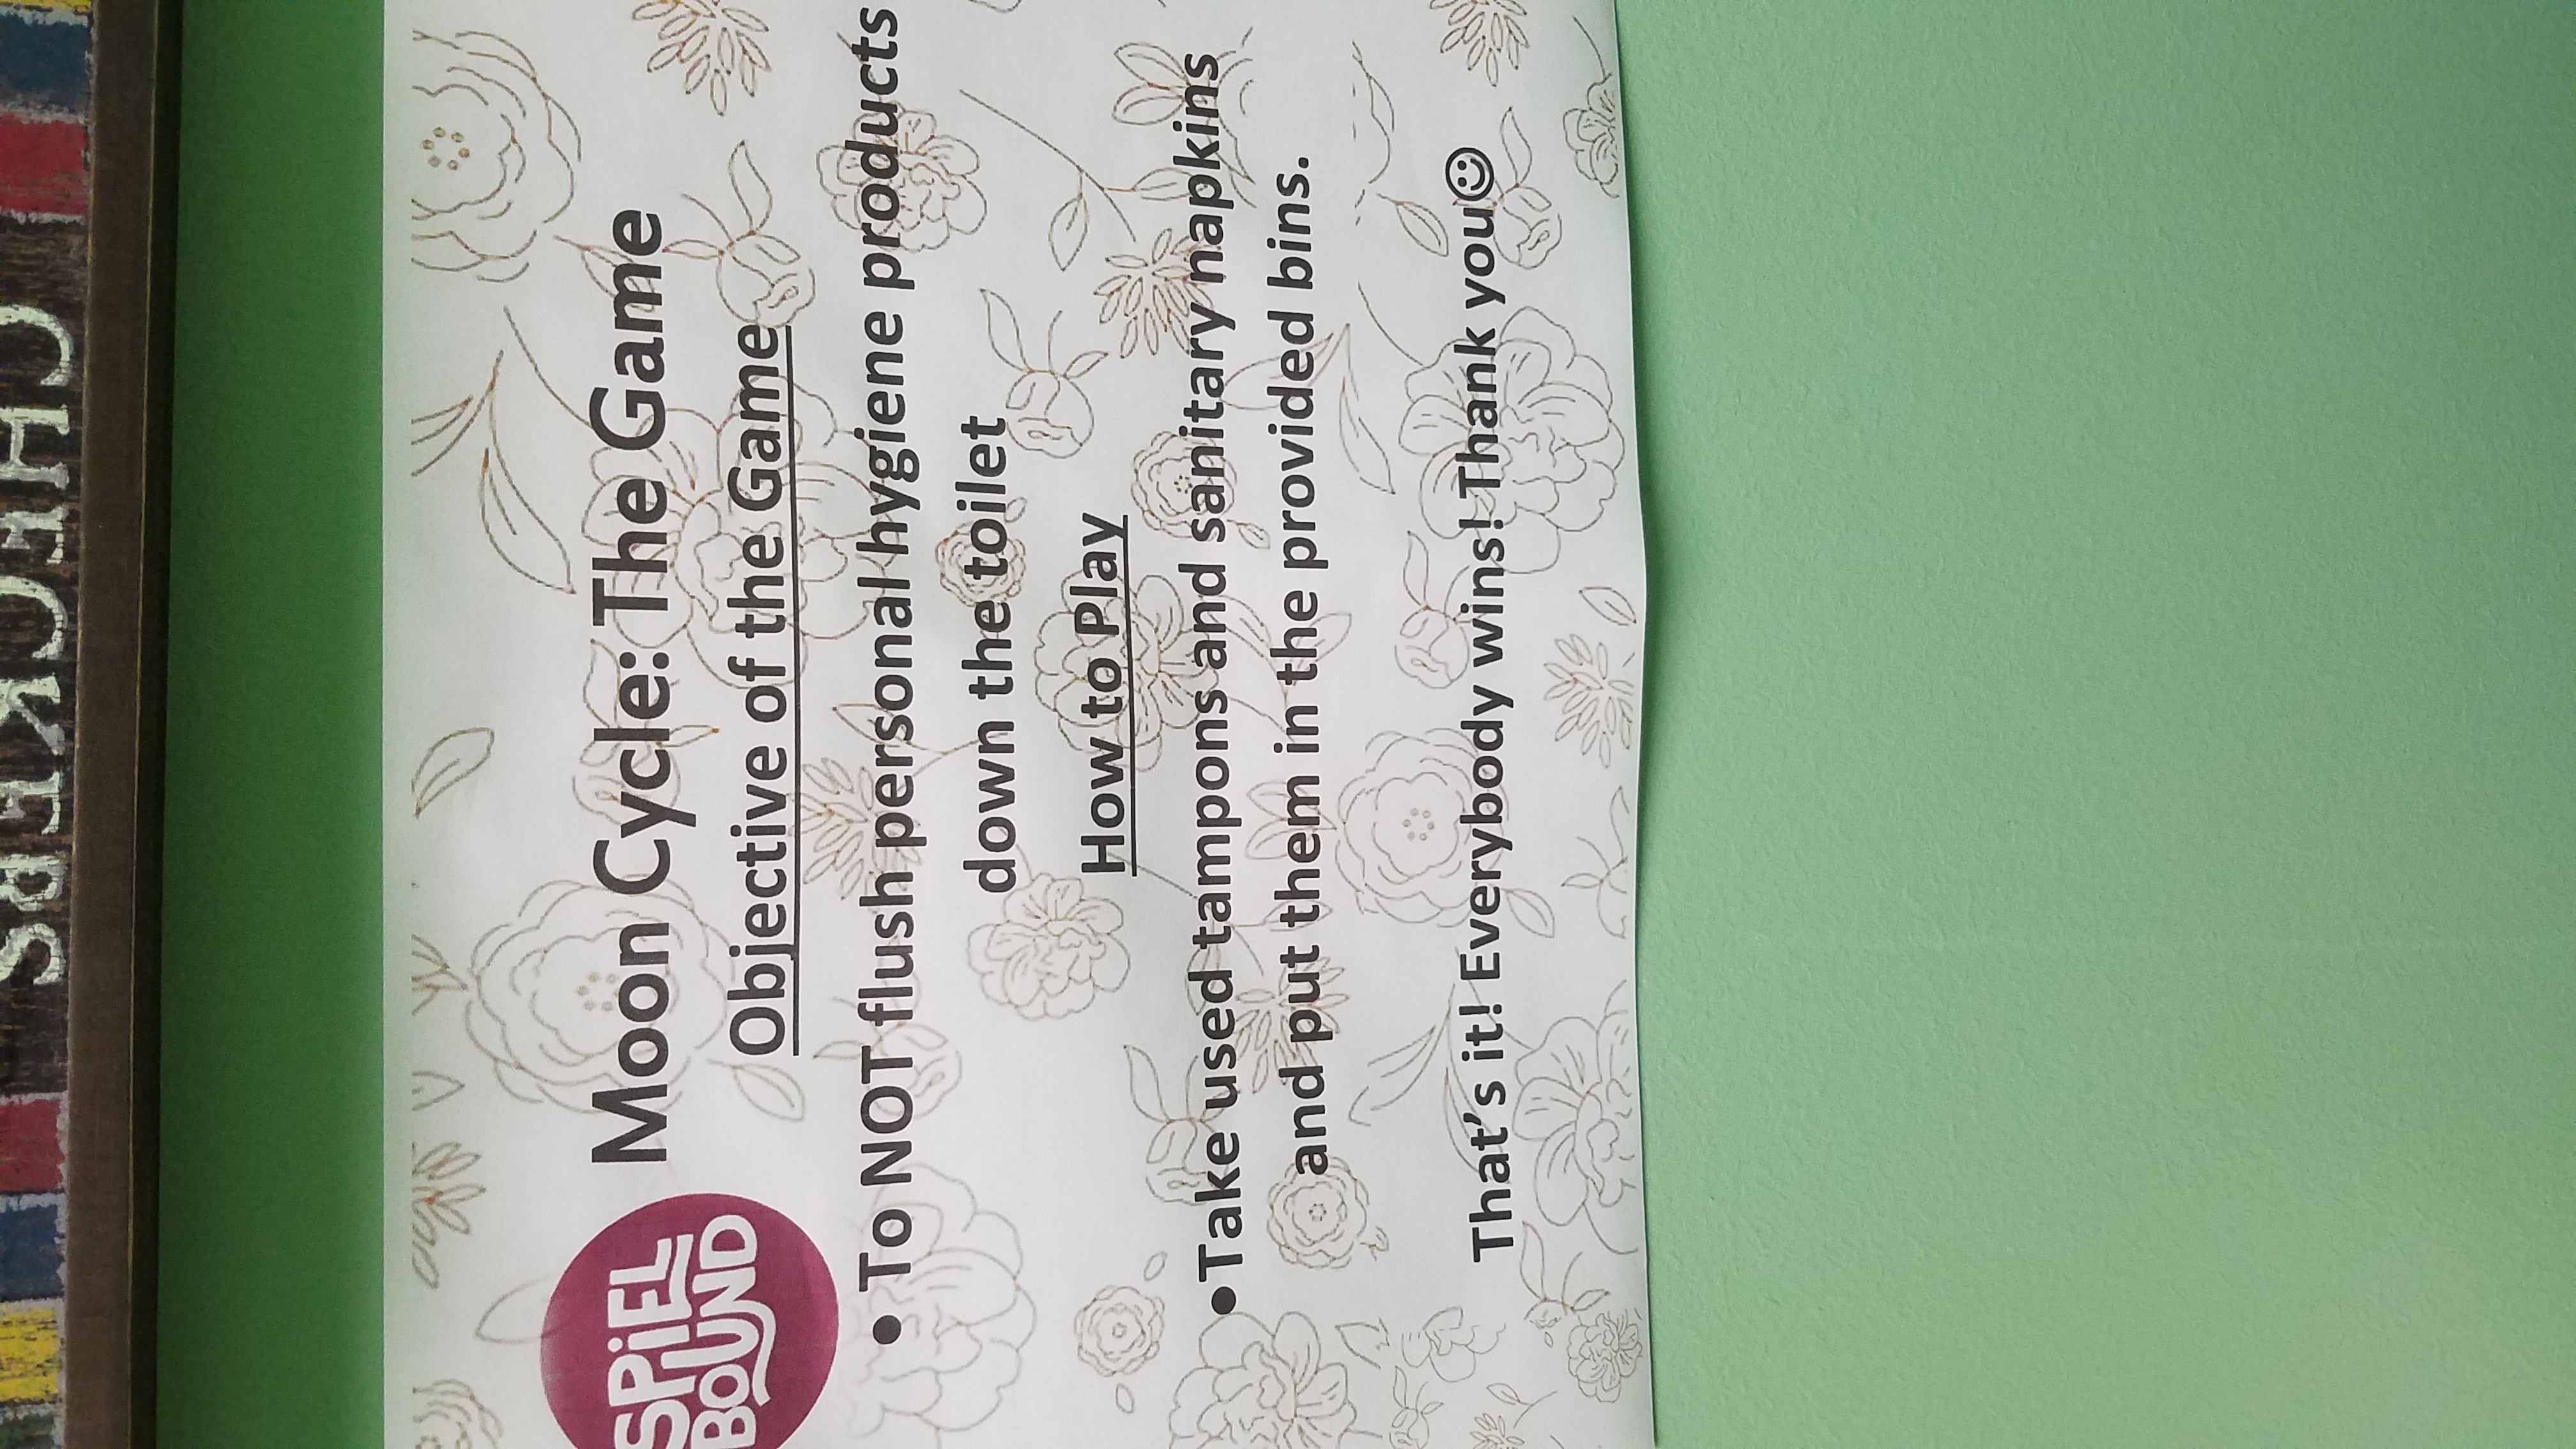 CHECKERS
SPiEL
BOUND
Moon Cycle: The Game
Objective of the Game
• To NOT flush personal hygiene products
down the toilet
How to Play
•Take used tampons and sanitary napkins
and put them in the provided bins.
That’s it! Everybody wins! Thank you☺